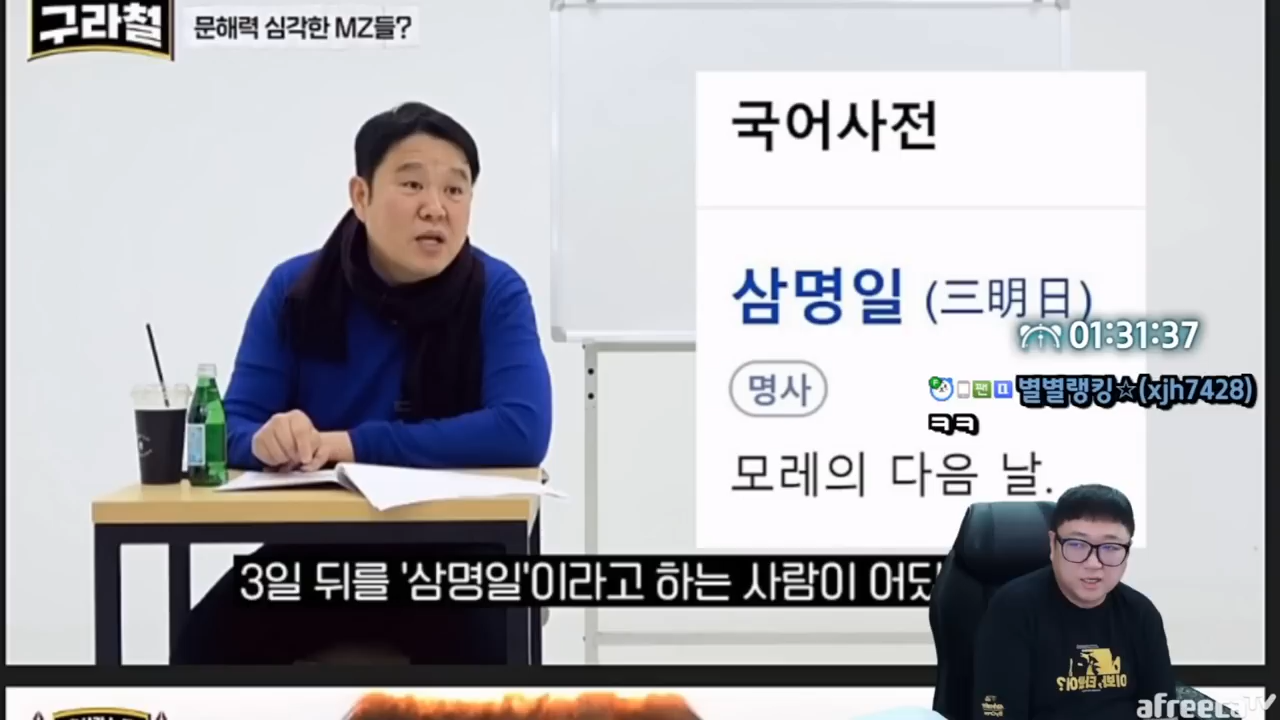 구라철
문해력 심각한 MZ들?
국어사전
삼명일 (三明日)
01:31:37
명사
별별랭킹☆(xjh7428)
ㅋㅋ
모레의 다음 날.
3일 뒤를 '삼명일'이라고 하는 사람이
afreecaTV